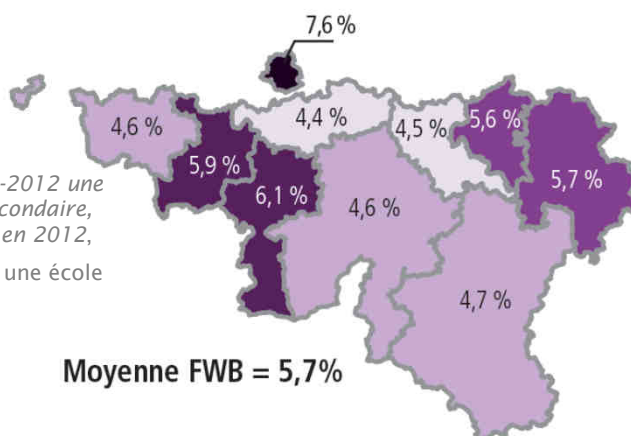 7,6 %
4,6 %
4,4 %
4,5 %
5,6 %
5,9 %
5,7 %
-2012 une
condaire,
6,1 %
4,6 %
en 2012,
une école
4,7 %
Moyenne FWB = 5,7%